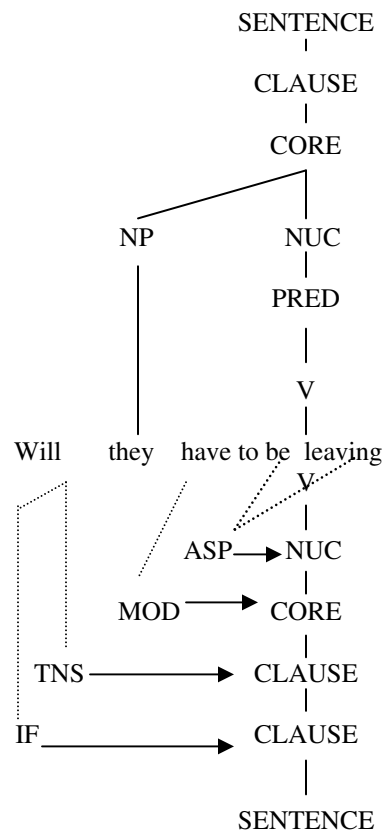 SENTENCE
CLAUSE
CORE
NP NUC
PRED
V
Will they have to be leaving
V
ASP NUC
MOD CORE
TNS CLAUSE
IF CLAUSE
SENTENCE